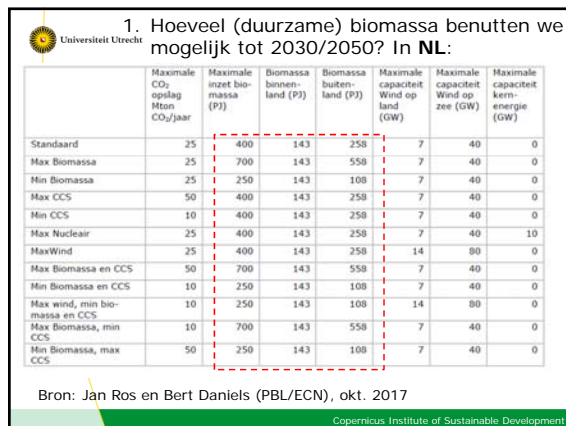 1. Hoeveel (duurzame) biomassa benutten we
Universiteit Utrecht mogelijk tot 2030/2050? In NL:
Maximale CO₂ opslag Mton CO₂/jaar Maximale inzet bio-massa (PJ) Biomassa binnen-land (PJ) Biomassa buiten-land (PJ) Maximale capaciteit Wind op land (GW) Maximale capaciteit Wind op zee (GW) Maximale capaciteit kern-energie (GW)
Standaard 25 400 143 258 7 40 0
Max Biomassa 25 700 143 558 7 40 0
Min Biomassa 25 250 143 108 7 40 0
Max CCS 50 400 143 258 7 40 0
Min CCS 10 400 143 258 7 40 0
Max Nucleair 25 400 143 258 7 40 10
MaxWind 25 400 143 258 14 80 0
Max Biomassa en CCS 50 700 143 558 7 40 0
Min Biomassa en CCS 10 250 143 108 7 40 0
Max wind, min bio-
massa en CCS 10 250 143 108 14 80 0
Max Biomassa, min
CCS 10 700 143 558 7 40 0
Min Biomassa, max
CCS 50 250 143 108 7 40 0
Bron: Jan Ros en Bert Daniels (PBL/ECN), okt. 2017
Copernicus Institute of Sustainable Development